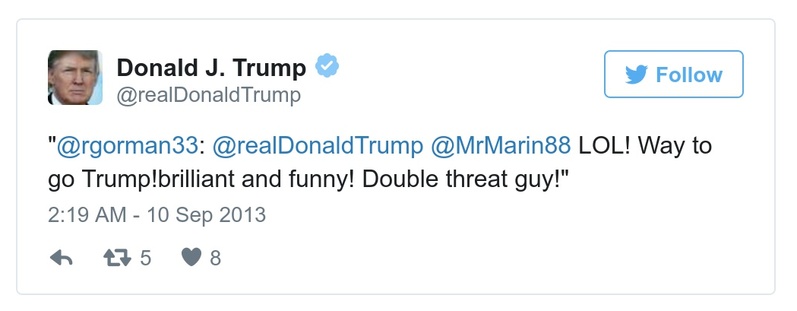 Donald J. Trump
@realDonaldTrump
Follow
"@rgorman33: @realDonaldTrump @MrMarin88 LOL! Way to
go Trump!brilliant and funny! Double threat guy!"
2:19 AM - 10 Sep 2013
5 8